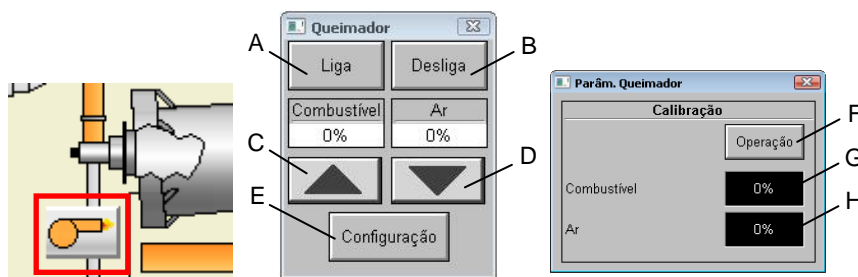 Queimador
A
B
Liga
Desliga
Combustível
Ar
0%
0%
C
D
E
Configuração
Parâm. Queimador
Calibração
Operação
F
Combustível
0%
G
Ar
0%
H